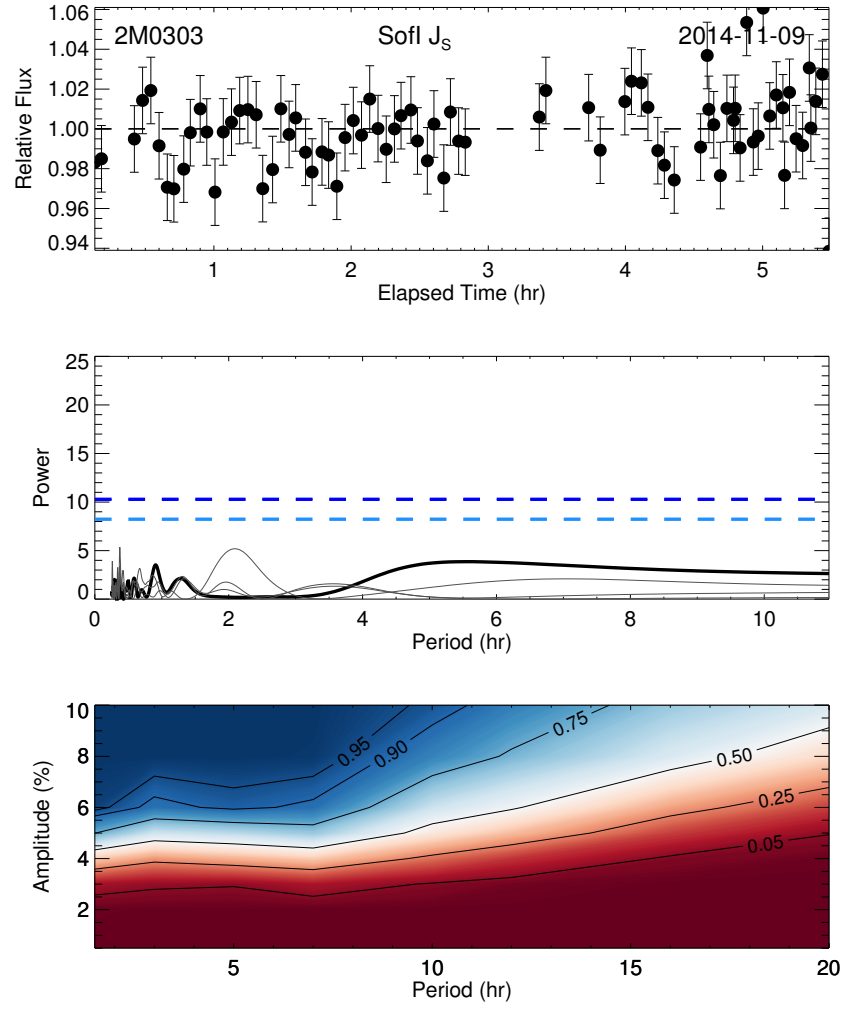 2M0303 SofI J_S 2014-11-09
Relative Flux
1.06
1.04
1.02
1.00
0.98
0.96
0.94
1 2 3 4 5
Elapsed Time (hr)
Power
25
20
15
10
5
0
0 2 4 6 8 10
Period (hr)
Amplitude (%)
10
8
6
4
2
0.95
0.90
0.75
0.50
0.25
0.05
5 10 15 20
Period (hr)